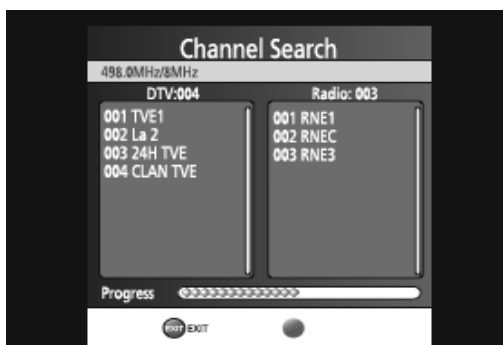 Channel Search
498.0MHz/8MHz
DTV:004
001 TVE1
002 La 2
003 24H TVE
004 CLAN TVE
Radio: 003
001 RNE1
002 RNEC
003 RNE3
Progress
EXIT EXIT